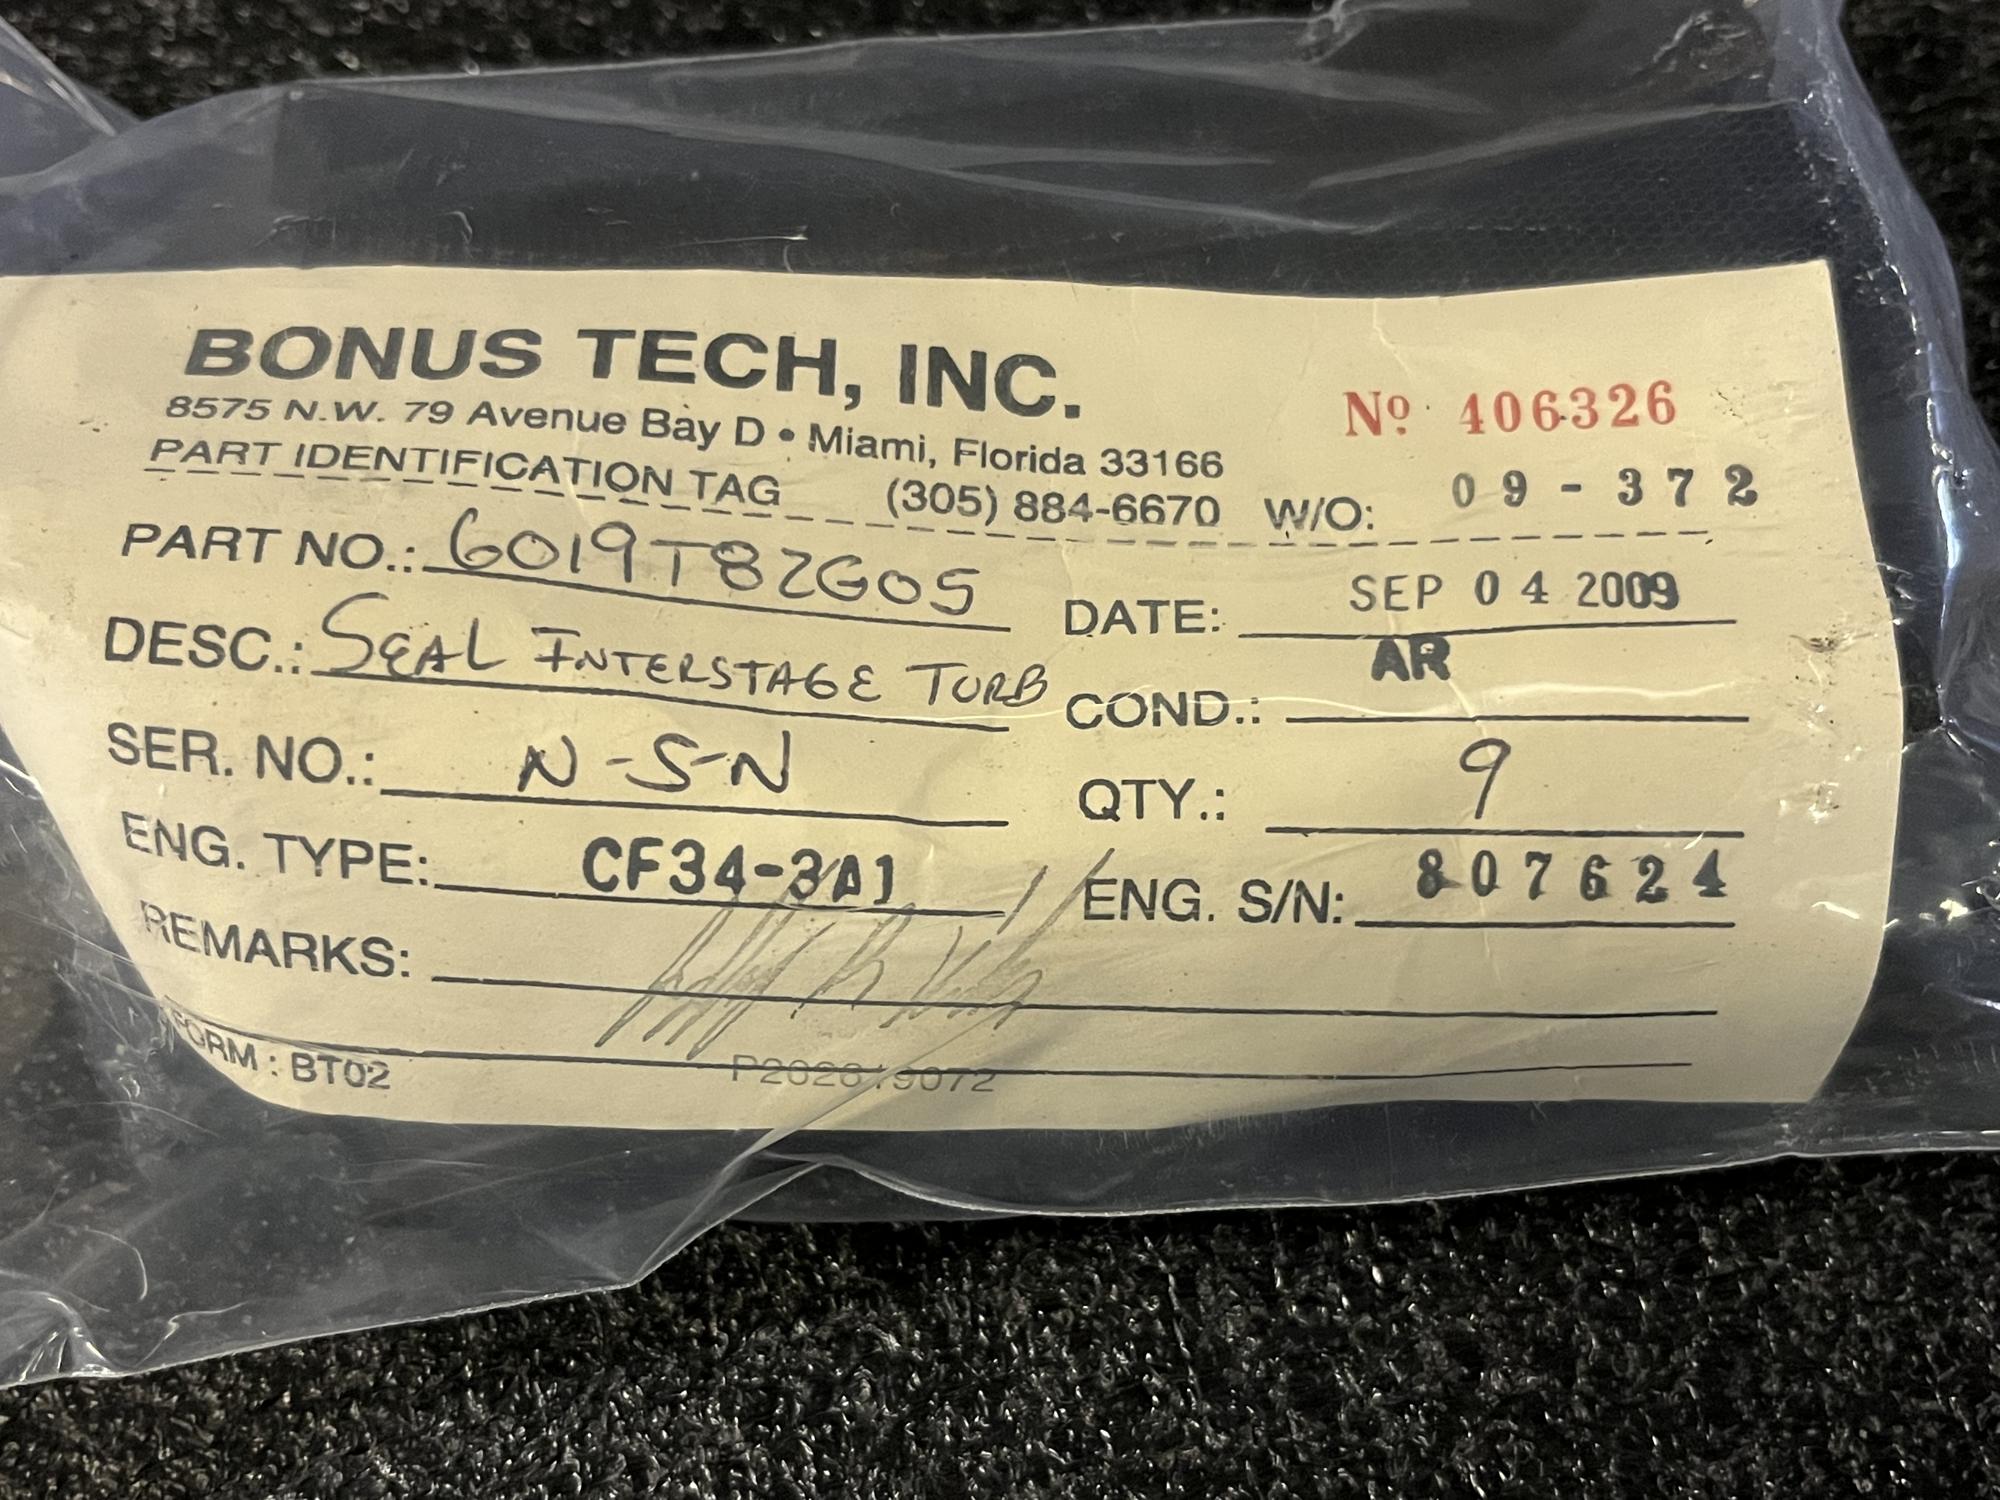 BONUS TECH, INC.
8575 N.W. 79 Avenue Bay D • Miami, Florida 33166
Nº 406326
PART IDENTIFICATION TAG (305) 884-6670 W/O: 09-372
PART NO.: 6019T82G05
DATE: SEP 04 2009
DESC.: SEAL INTERSTAGE TURB
COND.: AR
SER. NO.: N-S-N
QTY.: 9
ENG. TYPE: CF34-3A1
ENG. S/N: 807624
REMARKS:
FORM : BT02